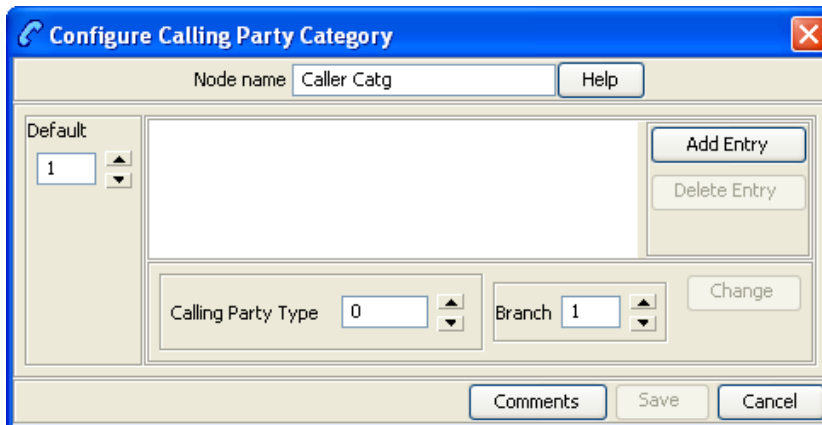 Configure Calling Party Category
Node name Caller Catg Help
Default
1
Add Entry
Delete Entry
Calling Party Type 0 Branch 1 Change
Comments Save Cancel